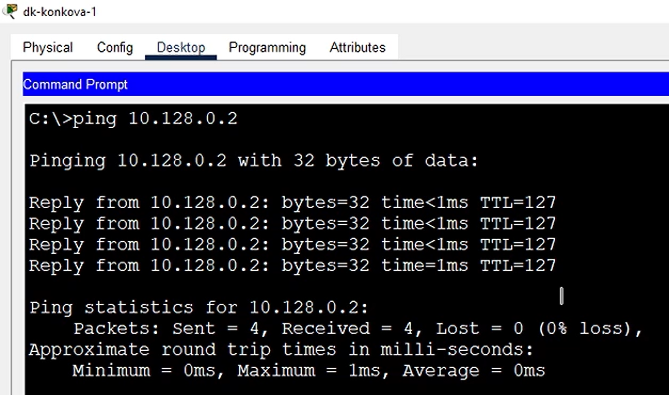 dk-konkova-1
Physical Config Desktop Programming Attributes
Command Prompt
C:\>ping 10.128.0.2
Pinging 10.128.0.2 with 32 bytes of data:
Reply from 10.128.0.2: bytes=32 time<1ms TTL=127
Reply from 10.128.0.2: bytes=32 time<1ms TTL=127
Reply from 10.128.0.2: bytes=32 time<1ms TTL=127
Reply from 10.128.0.2: bytes=32 time=1ms TTL=127
Ping statistics for 10.128.0.2:
Packets: Sent = 4, Received = 4, Lost = 0 (0% loss),
Approximate round trip times in milli-seconds:
Minimum = 0ms, Maximum = 1ms, Average = 0ms